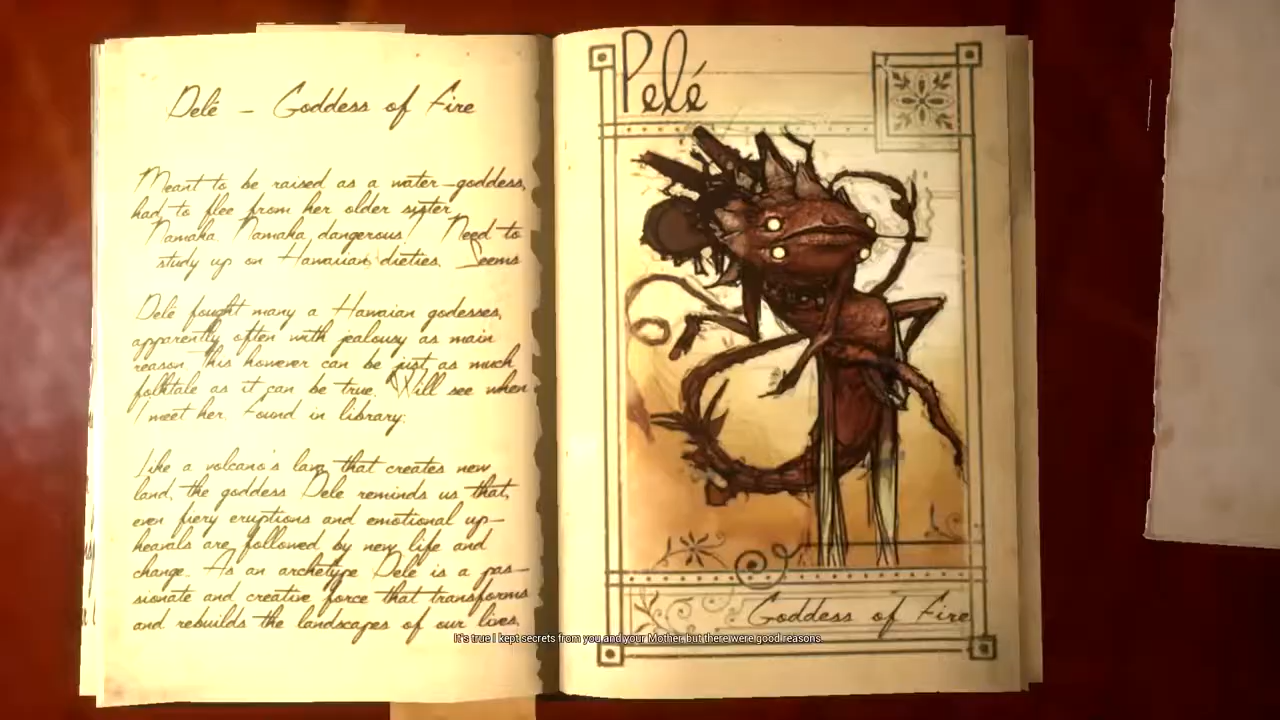 Pelé – Goddess of Fire
Meant to be raised as a water-goddess,
had to flee from her older sister
Namaka. Namaka dangerous! Need to
study up on Hawaiian dieties. Seems
Pelé fought many a Hawaian godesses,
apparently often with jealousy as main
reason. This however can be just as much
folktale as it can be true. Will see when
I meet her. Found in library:
Like a volcano's lava that creates new
land, the goddess Pele reminds us that,
even fiery eruptions and emotional up-
heavals are followed by new life and
change. As an archetype Pele is a pas-
sionate and creative force that transforms
and rebuilds the landscapes of our lives.
Pelé
Goddess of Fire
It's true I kept secrets from you and your Mother, but there were good reasons.